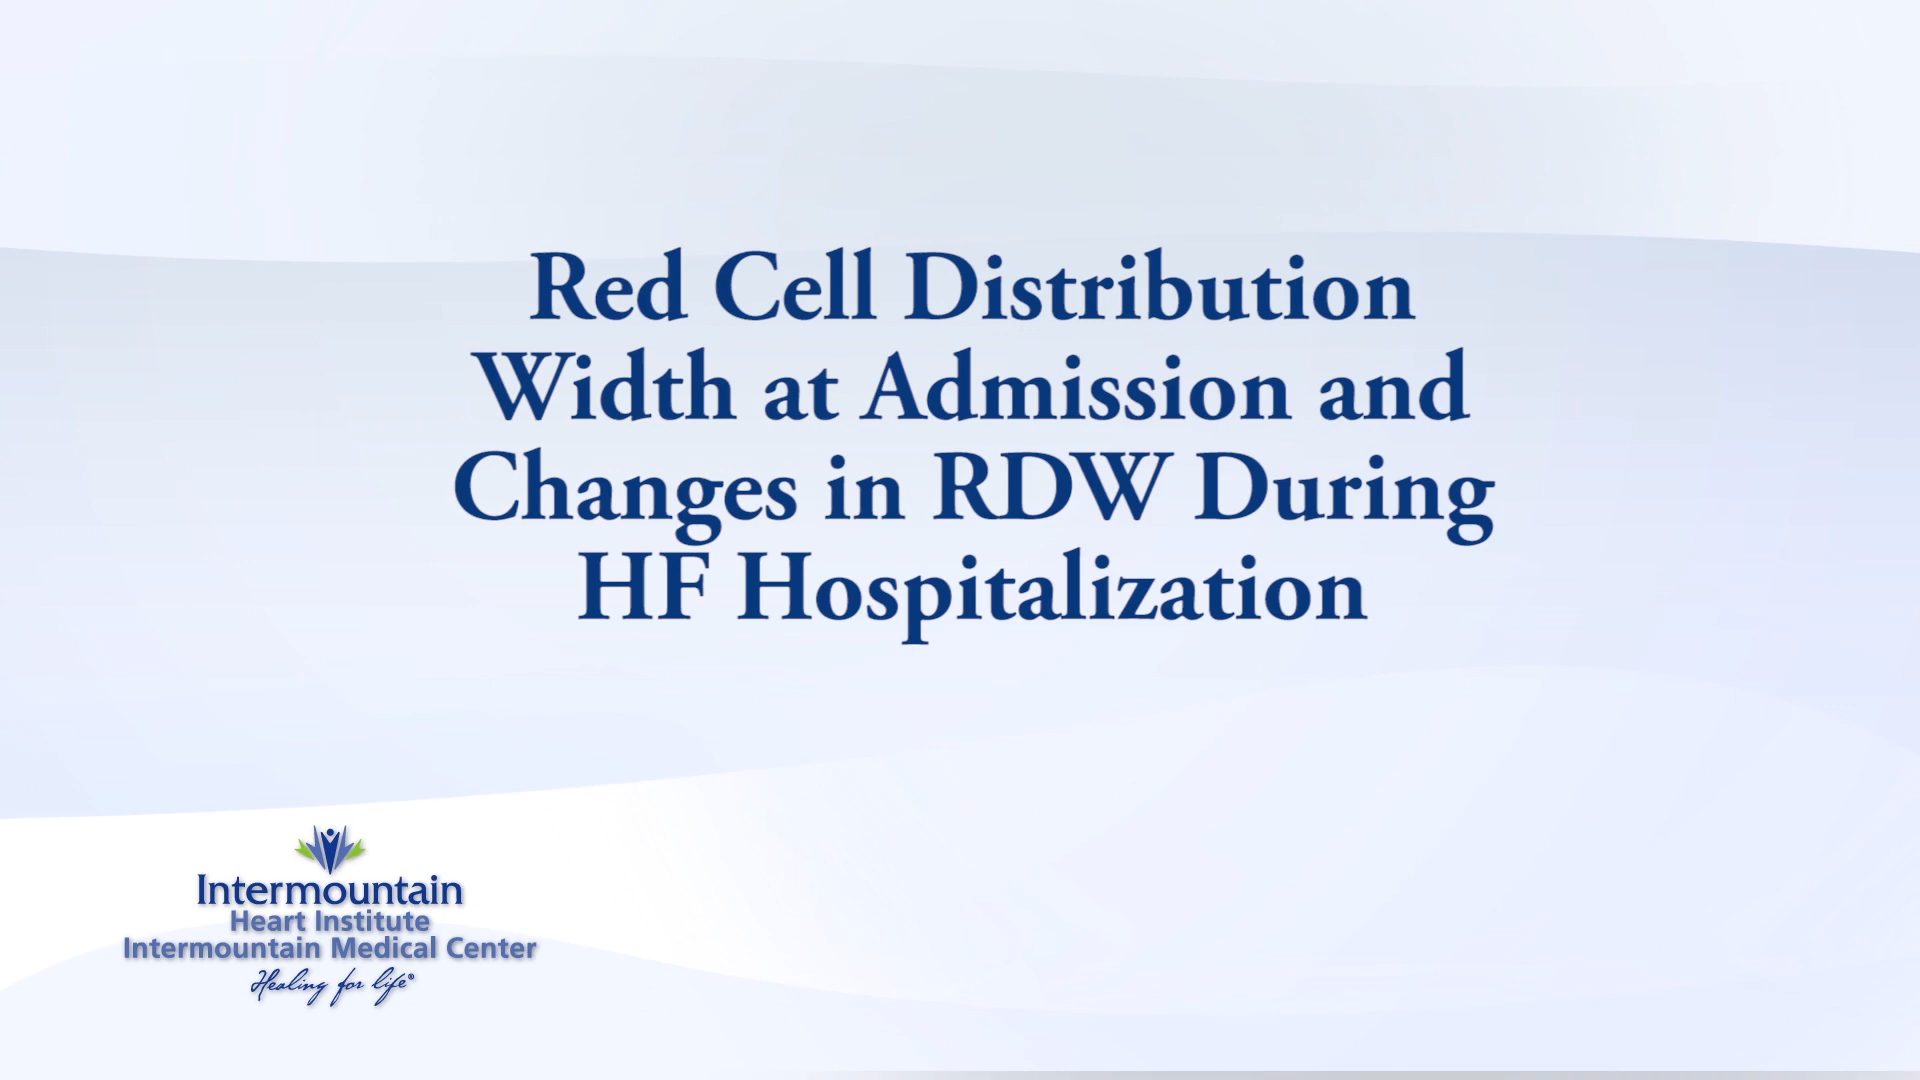 Red Cell Distribution
Width at Admission and
Changes in RDW During
HF Hospitalization
Intermountain
Heart Institute
Intermountain Medical Center
Healing for life®